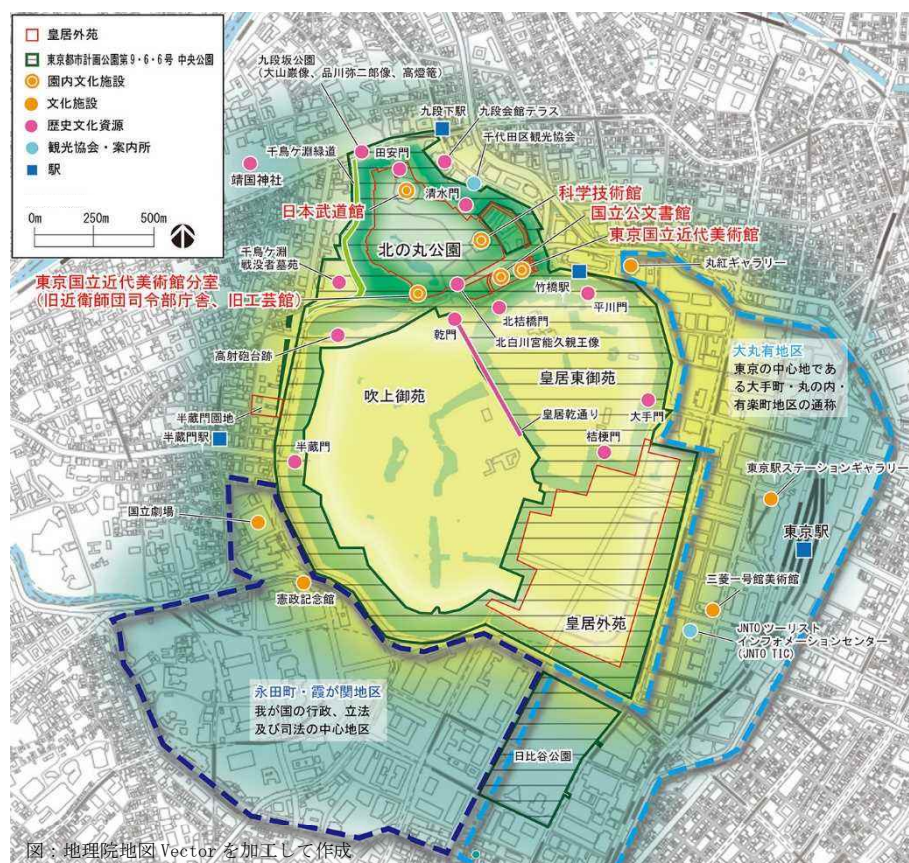 皇居外苑
東京都市計画公園第9・6・6号 中央公園
園内文化施設
文化施設
歴史文化資源
観光協会・案内所
駅
0m 250m 500m
九段坂公園
(大山巌像、品川弥二郎像、高燈篭)
九段下駅
九段会館テラス
千代田区観光協会
千鳥ケ淵緑道
田安門
靖国神社
清水門
日本武道館
科学技術館
国立公文書館
東京国立近代美術館
北の丸公園
千鳥ケ淵
戦没者墓苑
東京国立近代美術館分室
(旧近衛師団司令部庁舎、旧工芸館)
竹橋駅
丸紅ギャラリー
平川門
北桔橋門
北白川宮能久親王像
乾門
高射砲台跡
大丸有地区
東京の中心地であ
る大手町・丸の内・
有楽町地区の通称
吹上御苑
皇居東御苑
皇居乾通り
大手門
桔梗門
半蔵門園地
半蔵門駅
半蔵門
東京駅ステーションギャラリー
東京駅
国立劇場
憲政記念館
三菱一号館美術館
皇居外苑
JNTO ツーリスト
インフォメーションセンター
(JNTO TIC)
永田町・霞が関地区
我が国の行政、立法
及び司法の中心地区
日比谷公園
図:地理院地図 Vector を加工して作成